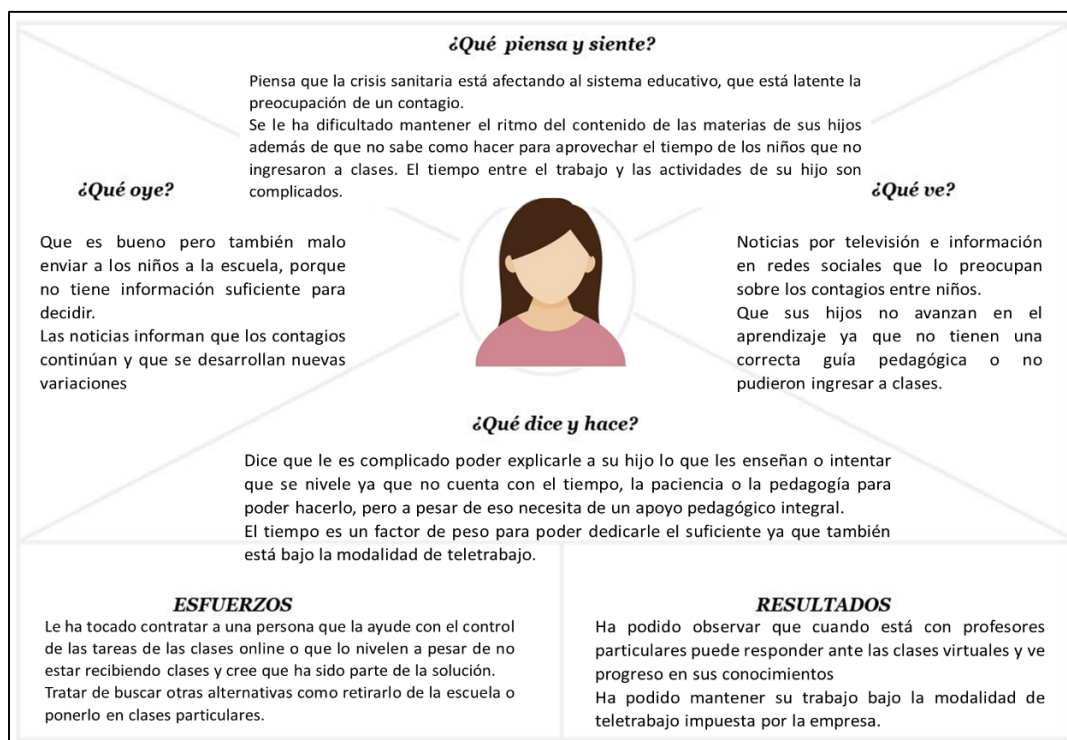 ¿Qué piensa y siente?
Piensa que la crisis sanitaria está afectando al sistema educativo, que está latente la
preocupación de un contagio.
Se le ha dificultado mantener el ritmo del contenido de las materias de sus hijos
además de que no sabe como hacer para aprovechar el tiempo de los niños que no
ingresaron a clases. El tiempo entre el trabajo y las actividades de su hijo son
complicados.
¿Qué oye?
Que es bueno pero también malo
enviar a los niños a la escuela, porque
no tiene información suficiente para
decidir.
Las noticias informan que los contagios
continúan y que se desarrollan nuevas
variaciones
¿Qué ve?
Noticias por televisión e información
en redes sociales que lo preocupan
sobre los contagios entre niños.
Que sus hijos no avanzan en el
aprendizaje ya que no tienen una
correcta guía pedagógica o no
pudieron ingresar a clases.
¿Qué dice y hace?
Dice que le es complicado poder explicarle a su hijo lo que les enseñan o intentar
que se nivele ya que no cuenta con el tiempo, la paciencia o la pedagogía para
poder hacerlo, pero a pesar de eso necesita de un apoyo pedagógico integral.
El tiempo es un factor de peso para poder dedicarle el suficiente ya que también
está bajo la modalidad de teletrabajo.
ESFUERZOS
Le ha tocado contratar a una persona que la ayude con el control
de las tareas de las clases online o que lo nivelen a pesar de no
estar recibiendo clases y cree que ha sido parte de la solución.
Tratar de buscar otras alternativas como retirarlo de la escuela o
ponerlo en clases particulares.
RESULTADOS
Ha podido observar que cuando está con profesores
particulares puede responder ante las clases virtuales y ve
progreso en sus conocimientos
Ha podido mantener su trabajo bajo la modalidad de
teletrabajo impuesta por la empresa.